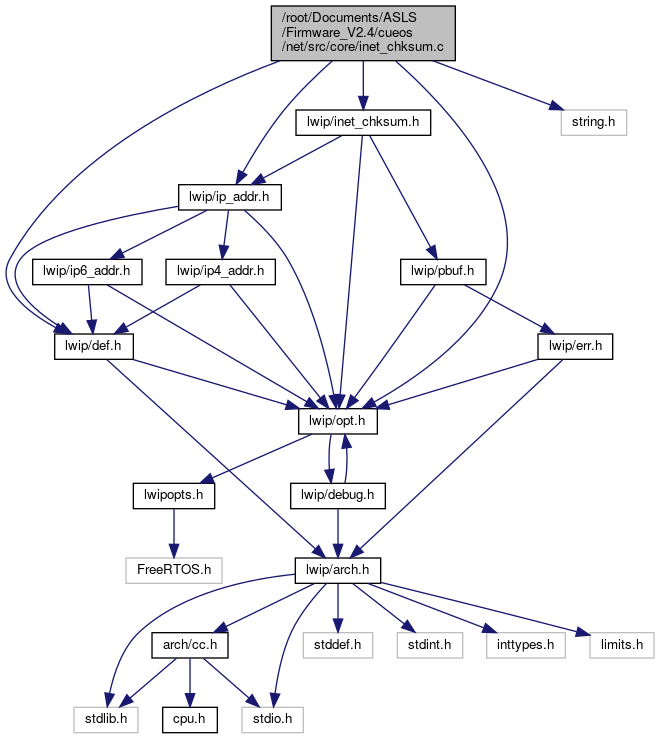 /root/Documents/ASLS
/Firmware_V2.4/cueos
/net/src/core/inet_chksum.c
lwip/inet_chksum.h
string.h
lwip/ip_addr.h
lwip/ip6_addr.h
lwip/ip4_addr.h
lwip/pbuf.h
lwip/def.h
lwip/err.h
lwip/opt.h
lwipopts.h
lwip/debug.h
FreeRTOS.h
lwip/arch.h
arch/cc.h
stddef.h
stdint.h
inttypes.h
limits.h
stdlib.h
cpu.h
stdio.h